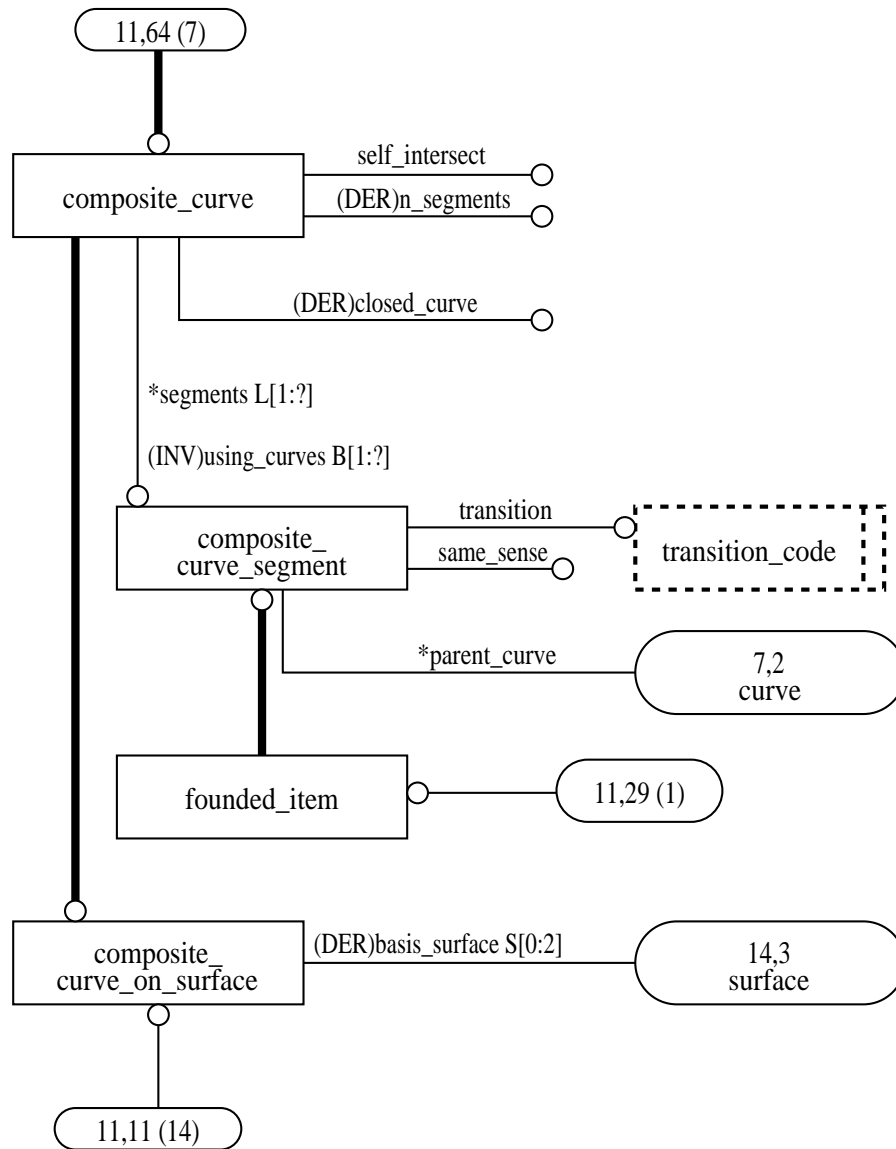 11,64 (7)
self_intersect
composite_curve
(DER)n_segments
(DER)closed_curve
*segments L[1:?]
(INV)using_curves B[1:?]
transition
composite_
curve_segment
same_sense
transition_code
*parent_curve
7,2
curve
founded_item
11,29 (1)
(DER)basis_surface S[0:2]
composite_
curve_on_surface
14,3
surface
11,11 (14)